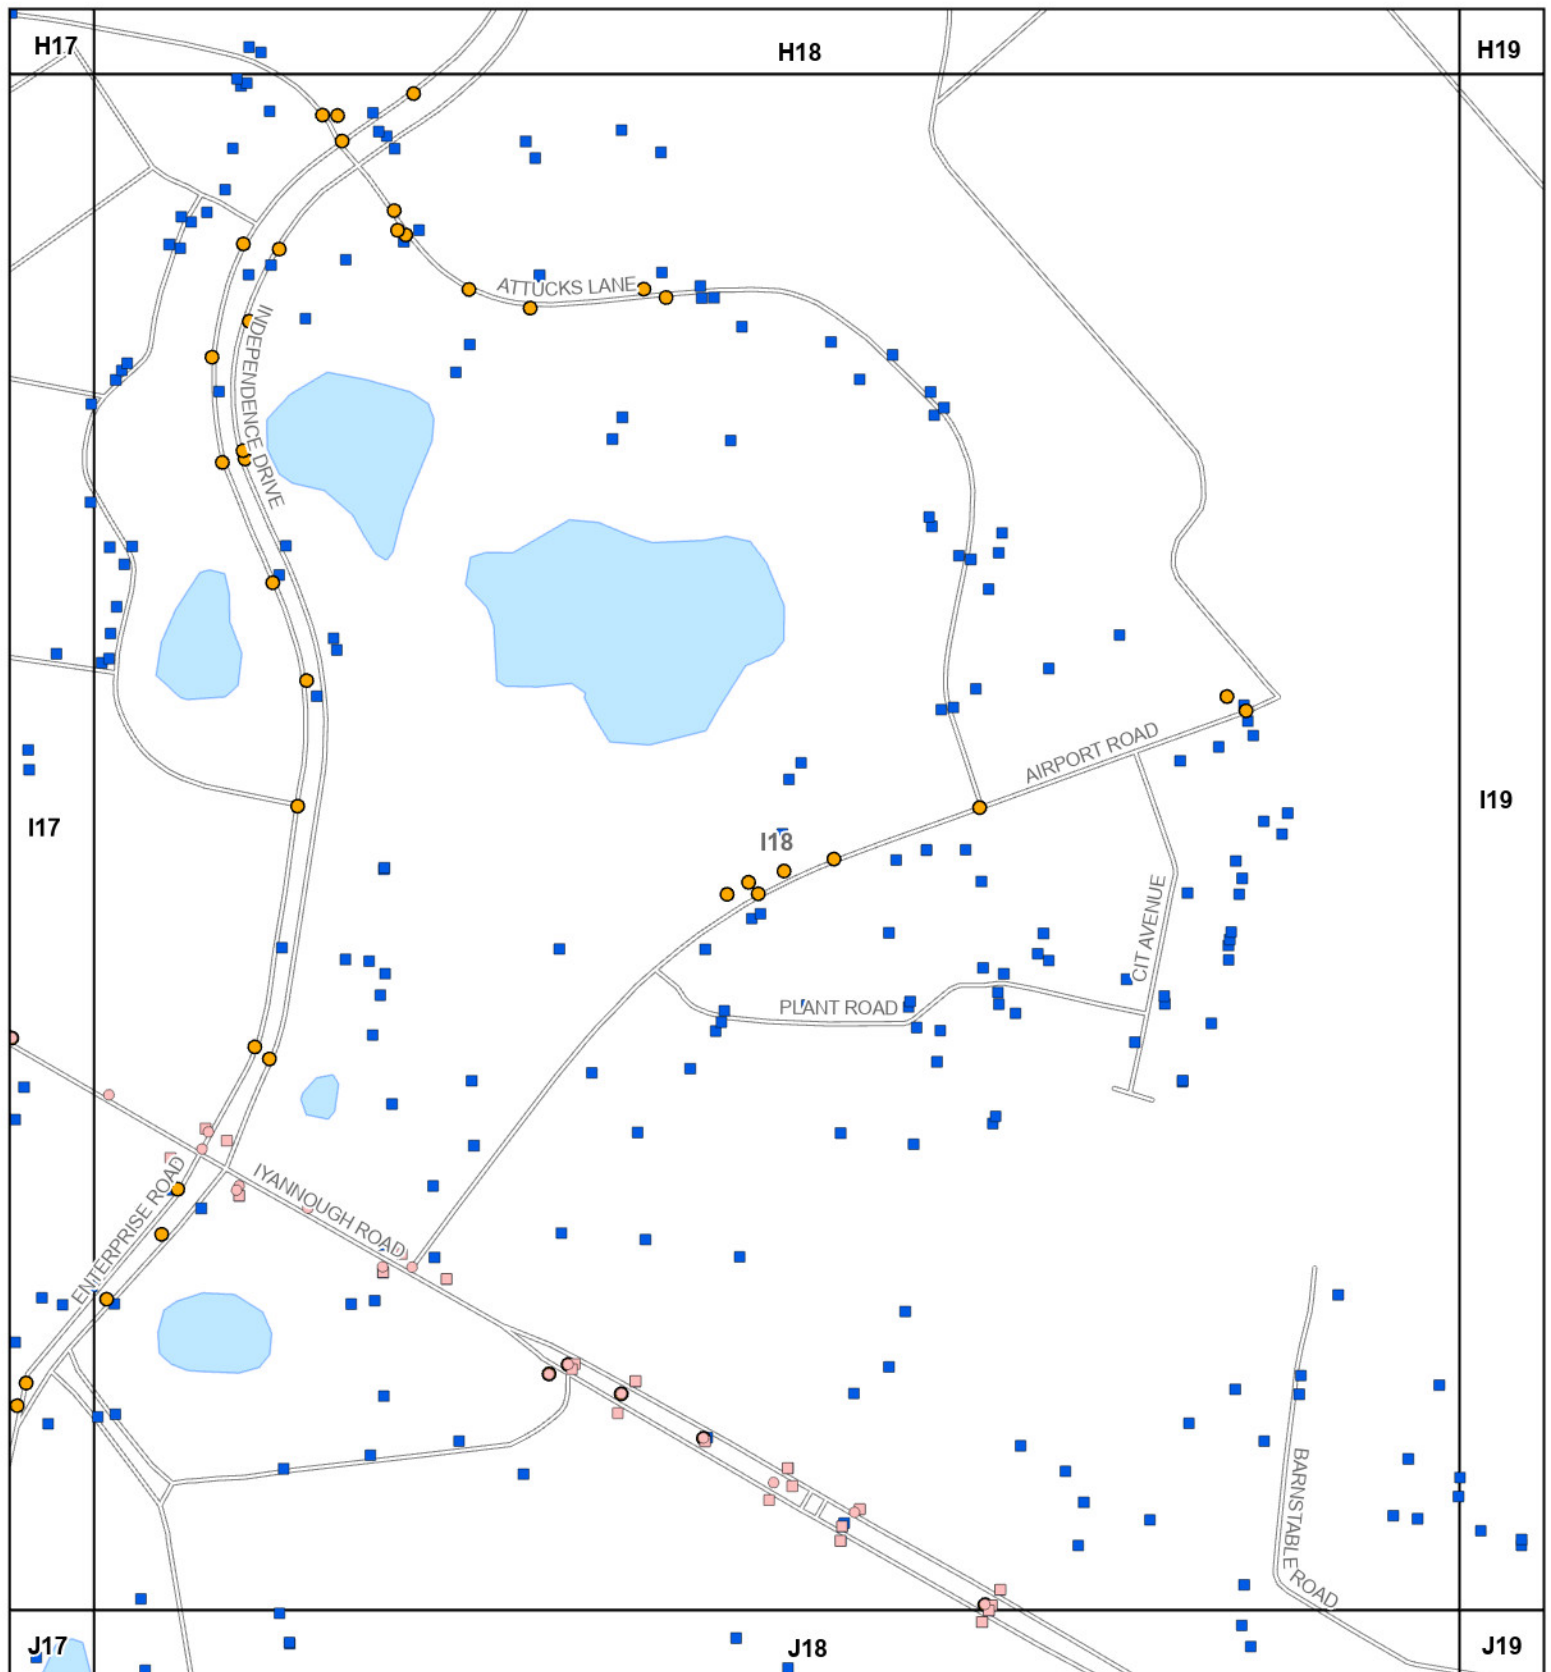 H17
H18
H19
ATTUCKS LANE
INDEPENDENCE DRIVE
AIRPORT ROAD
I17
I18
I19
CIT AVENUE
PLANT ROAD
ENTERPRISE ROAD
IYANNOUGH ROAD
BARNSTABLE ROAD
J17
J18
J19